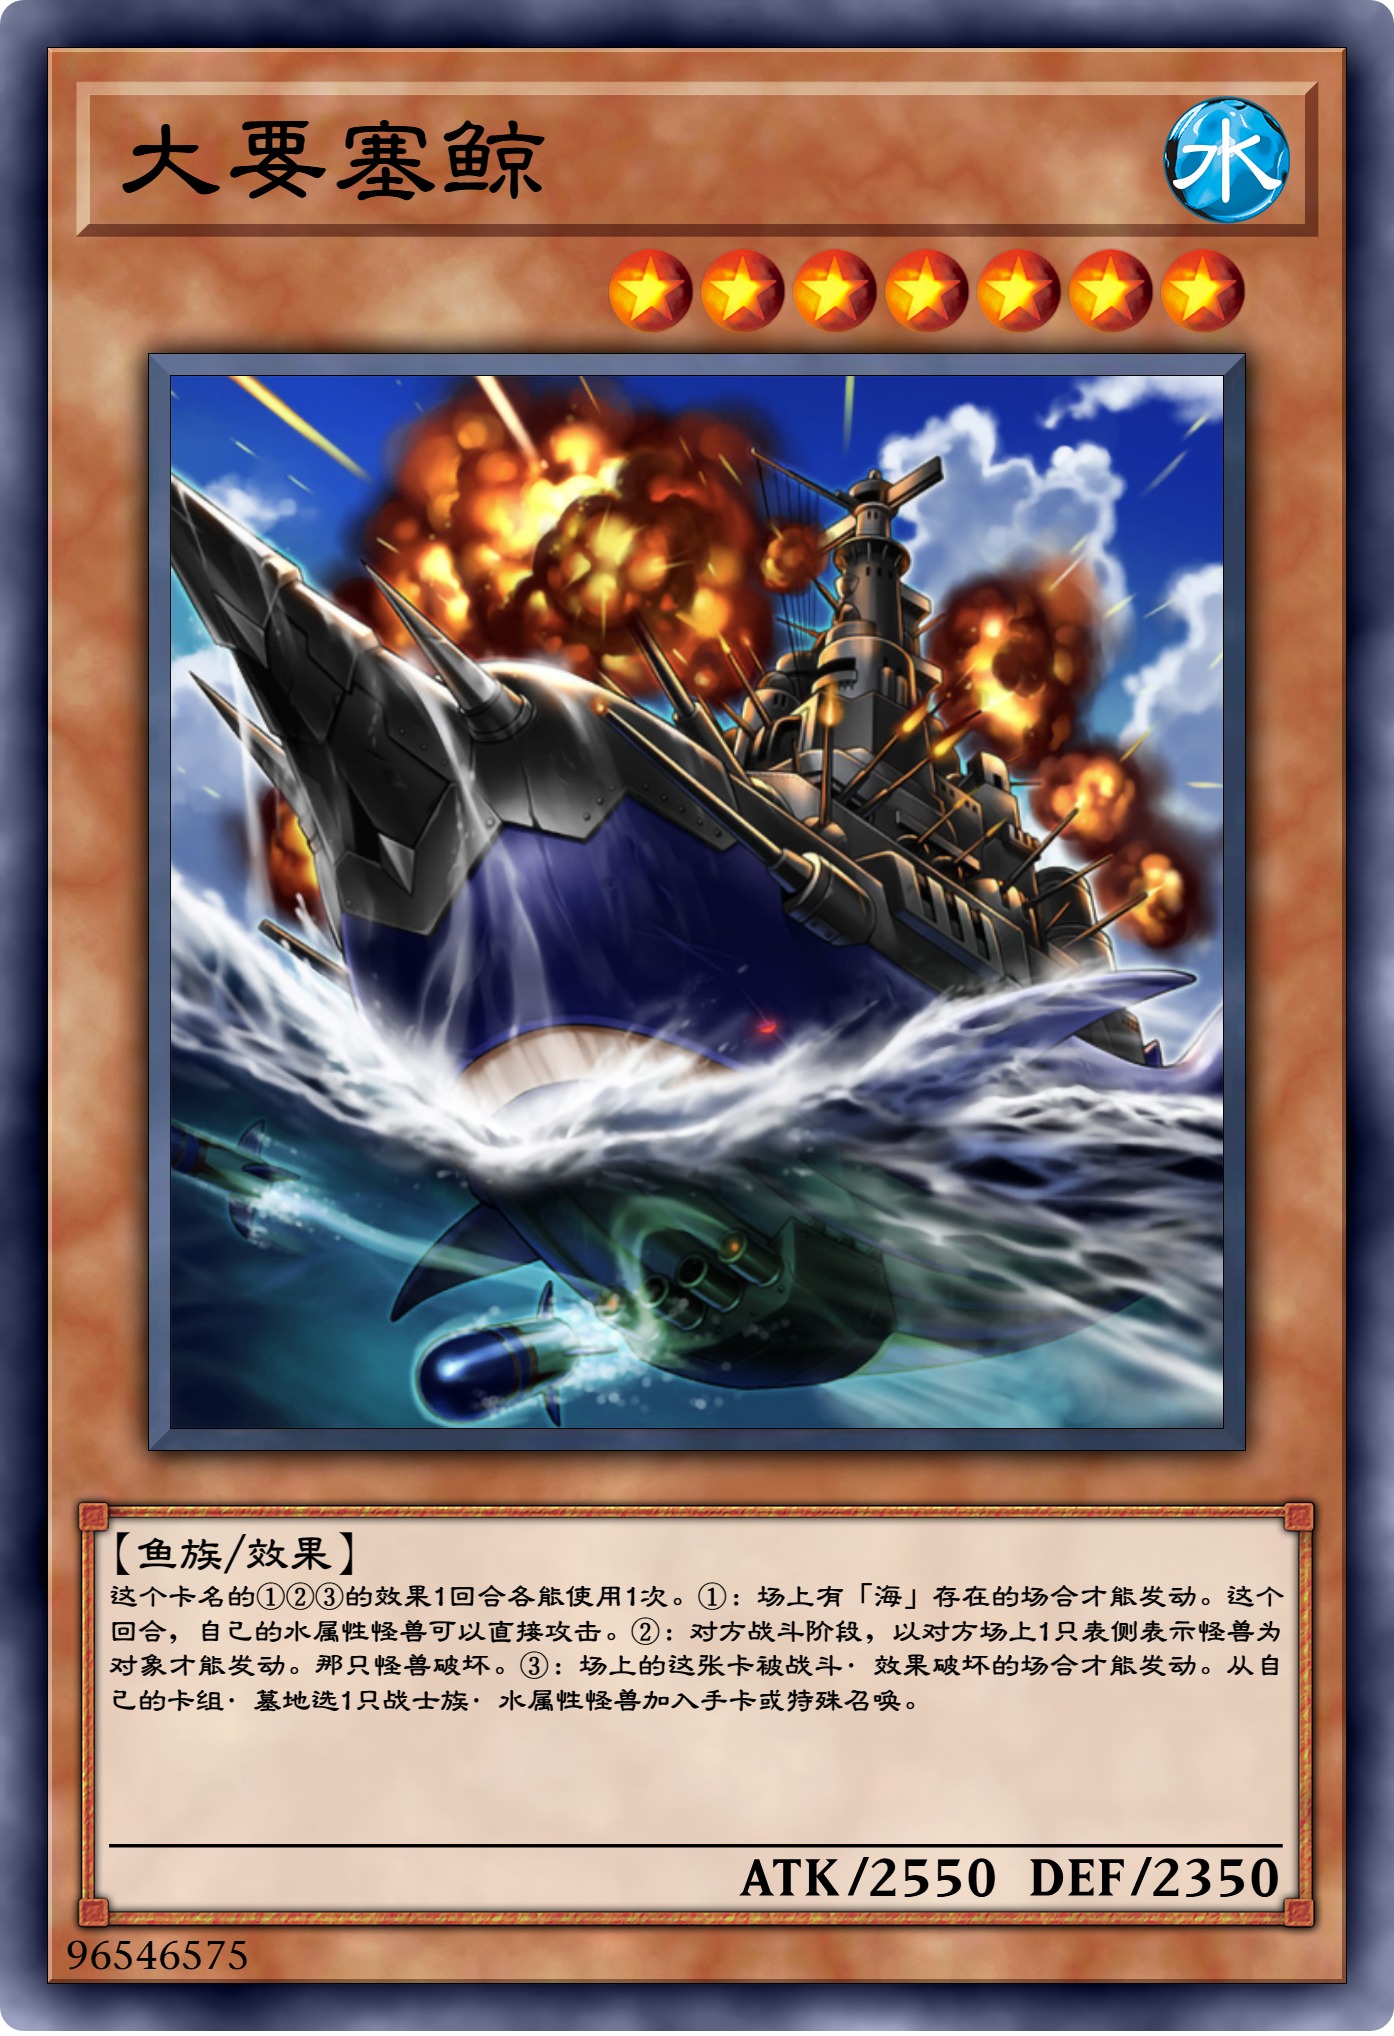 大要塞鲸
水
【鱼族/效果】
这个卡名的①②③的效果1回合各能使用1次。①：场上有「海」存在的场合才能发动。这个
回合，自己的水属性怪兽可以直接攻击。②：对方战斗阶段，以对方场上1只表侧表示怪兽为
对象才能发动。那只怪兽破坏。③：场上的这张卡被战斗·效果破坏的场合才能发动。从自
己的卡组·墓地选1只战士族·水属性怪兽加入手卡或特殊召唤。
ATK/2550 DEF/2350
96546575